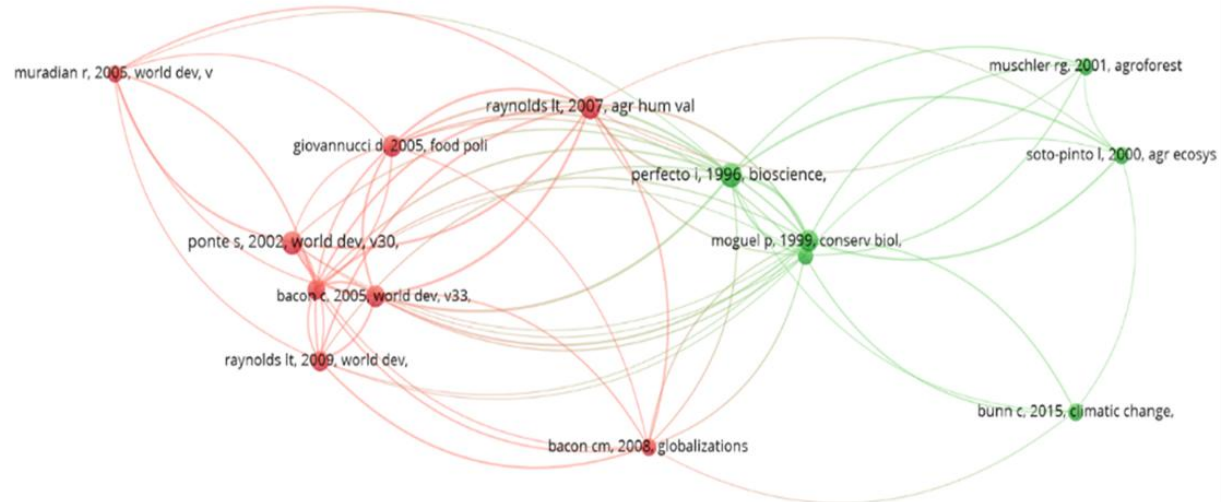 muradian r, 2005, world dev, v
muschler rg. 2001, agroforest
raynolds lt, 2007, agr hum val
giovannucci d, 2005, food poli
soto-pinto l, 2000, agr ecosys
perfecto i, 1996, bioscience,
ponte s, 2002, world dev, v30,
moguel p, 1999, conserv biol,
bacon c. 2005, world dev, v33,
raynolds lt, 2009, world dev,
bunn c, 2015, climatic change,
bacon cm, 2008, globalizations